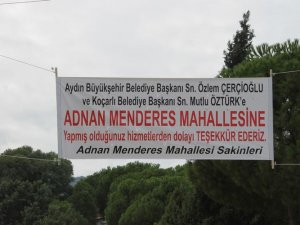 Aydın Büyükşehir Belediye Başkanı Sn. Özlem ÇERÇİOĞLU
ve Koçarlı Belediye Başkanı Sn. Mutlu ÖZTÜRK'e
ADNAN MENDERES MAHALLESİNE
Yapmış olduğunuz hizmetlerden dolayı TEŞEKKÜR EDERİZ.
Adnan Menderes Mahallesi Sakinleri